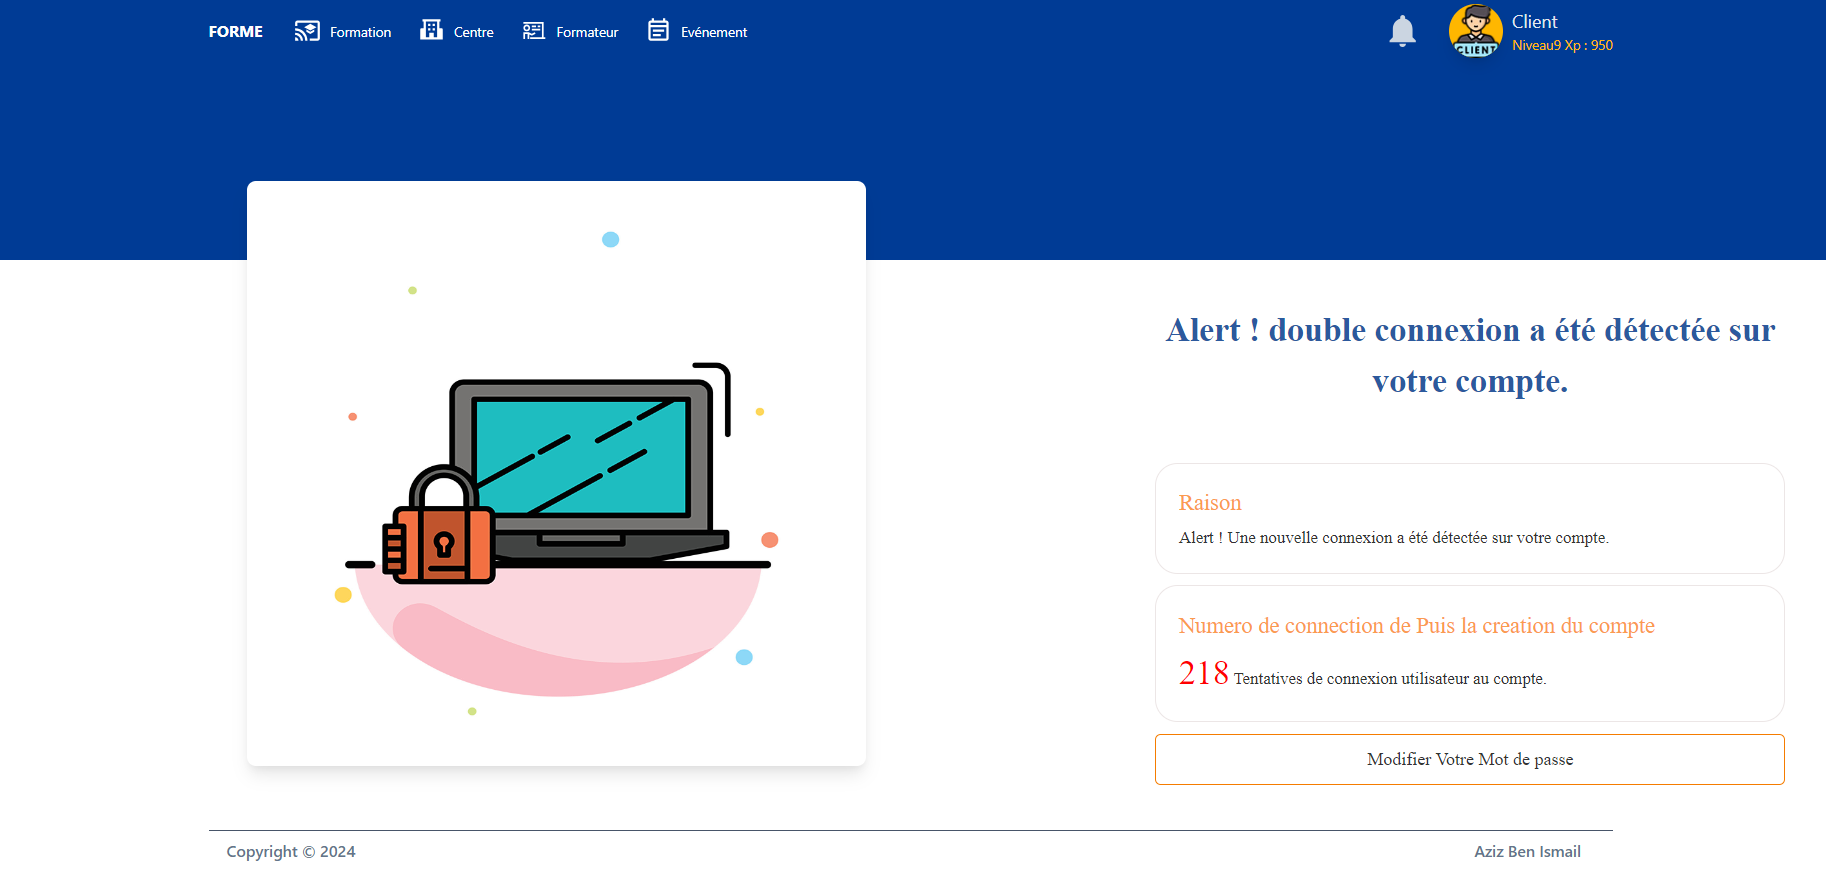 FORME Formation Centre Formateur Evénement
Client
Niveau9 Xp : 950
CLIENT
Alert ! double connexion a été détectée sur
votre compte.
Raison
Alert ! Une nouvelle connexion a été détectée sur votre compte.
Numero de connection de Puis la creation du compte
218 Tentatives de connexion utilisateur au compte.
Modifier Votre Mot de passe
Copyright © 2024
Aziz Ben Ismail